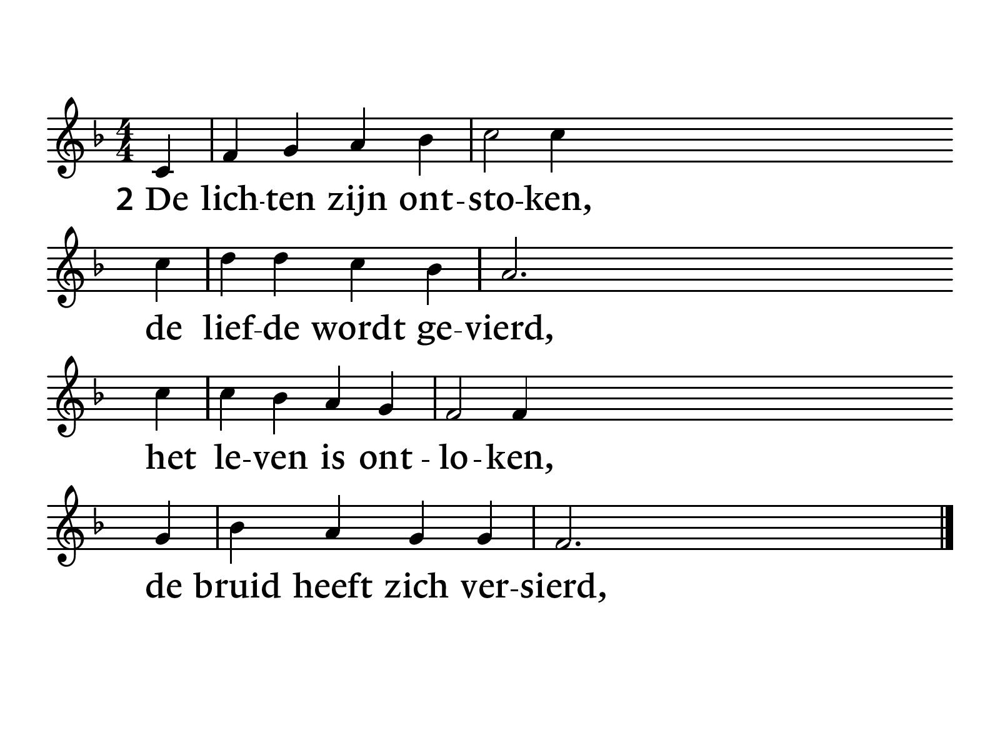 2 De lich-ten zijn ont-sto-ken,
de lief-de wordt ge-vierd,
het le-ven is ont-lo-ken,
de bruid heeft zich ver-sierd,